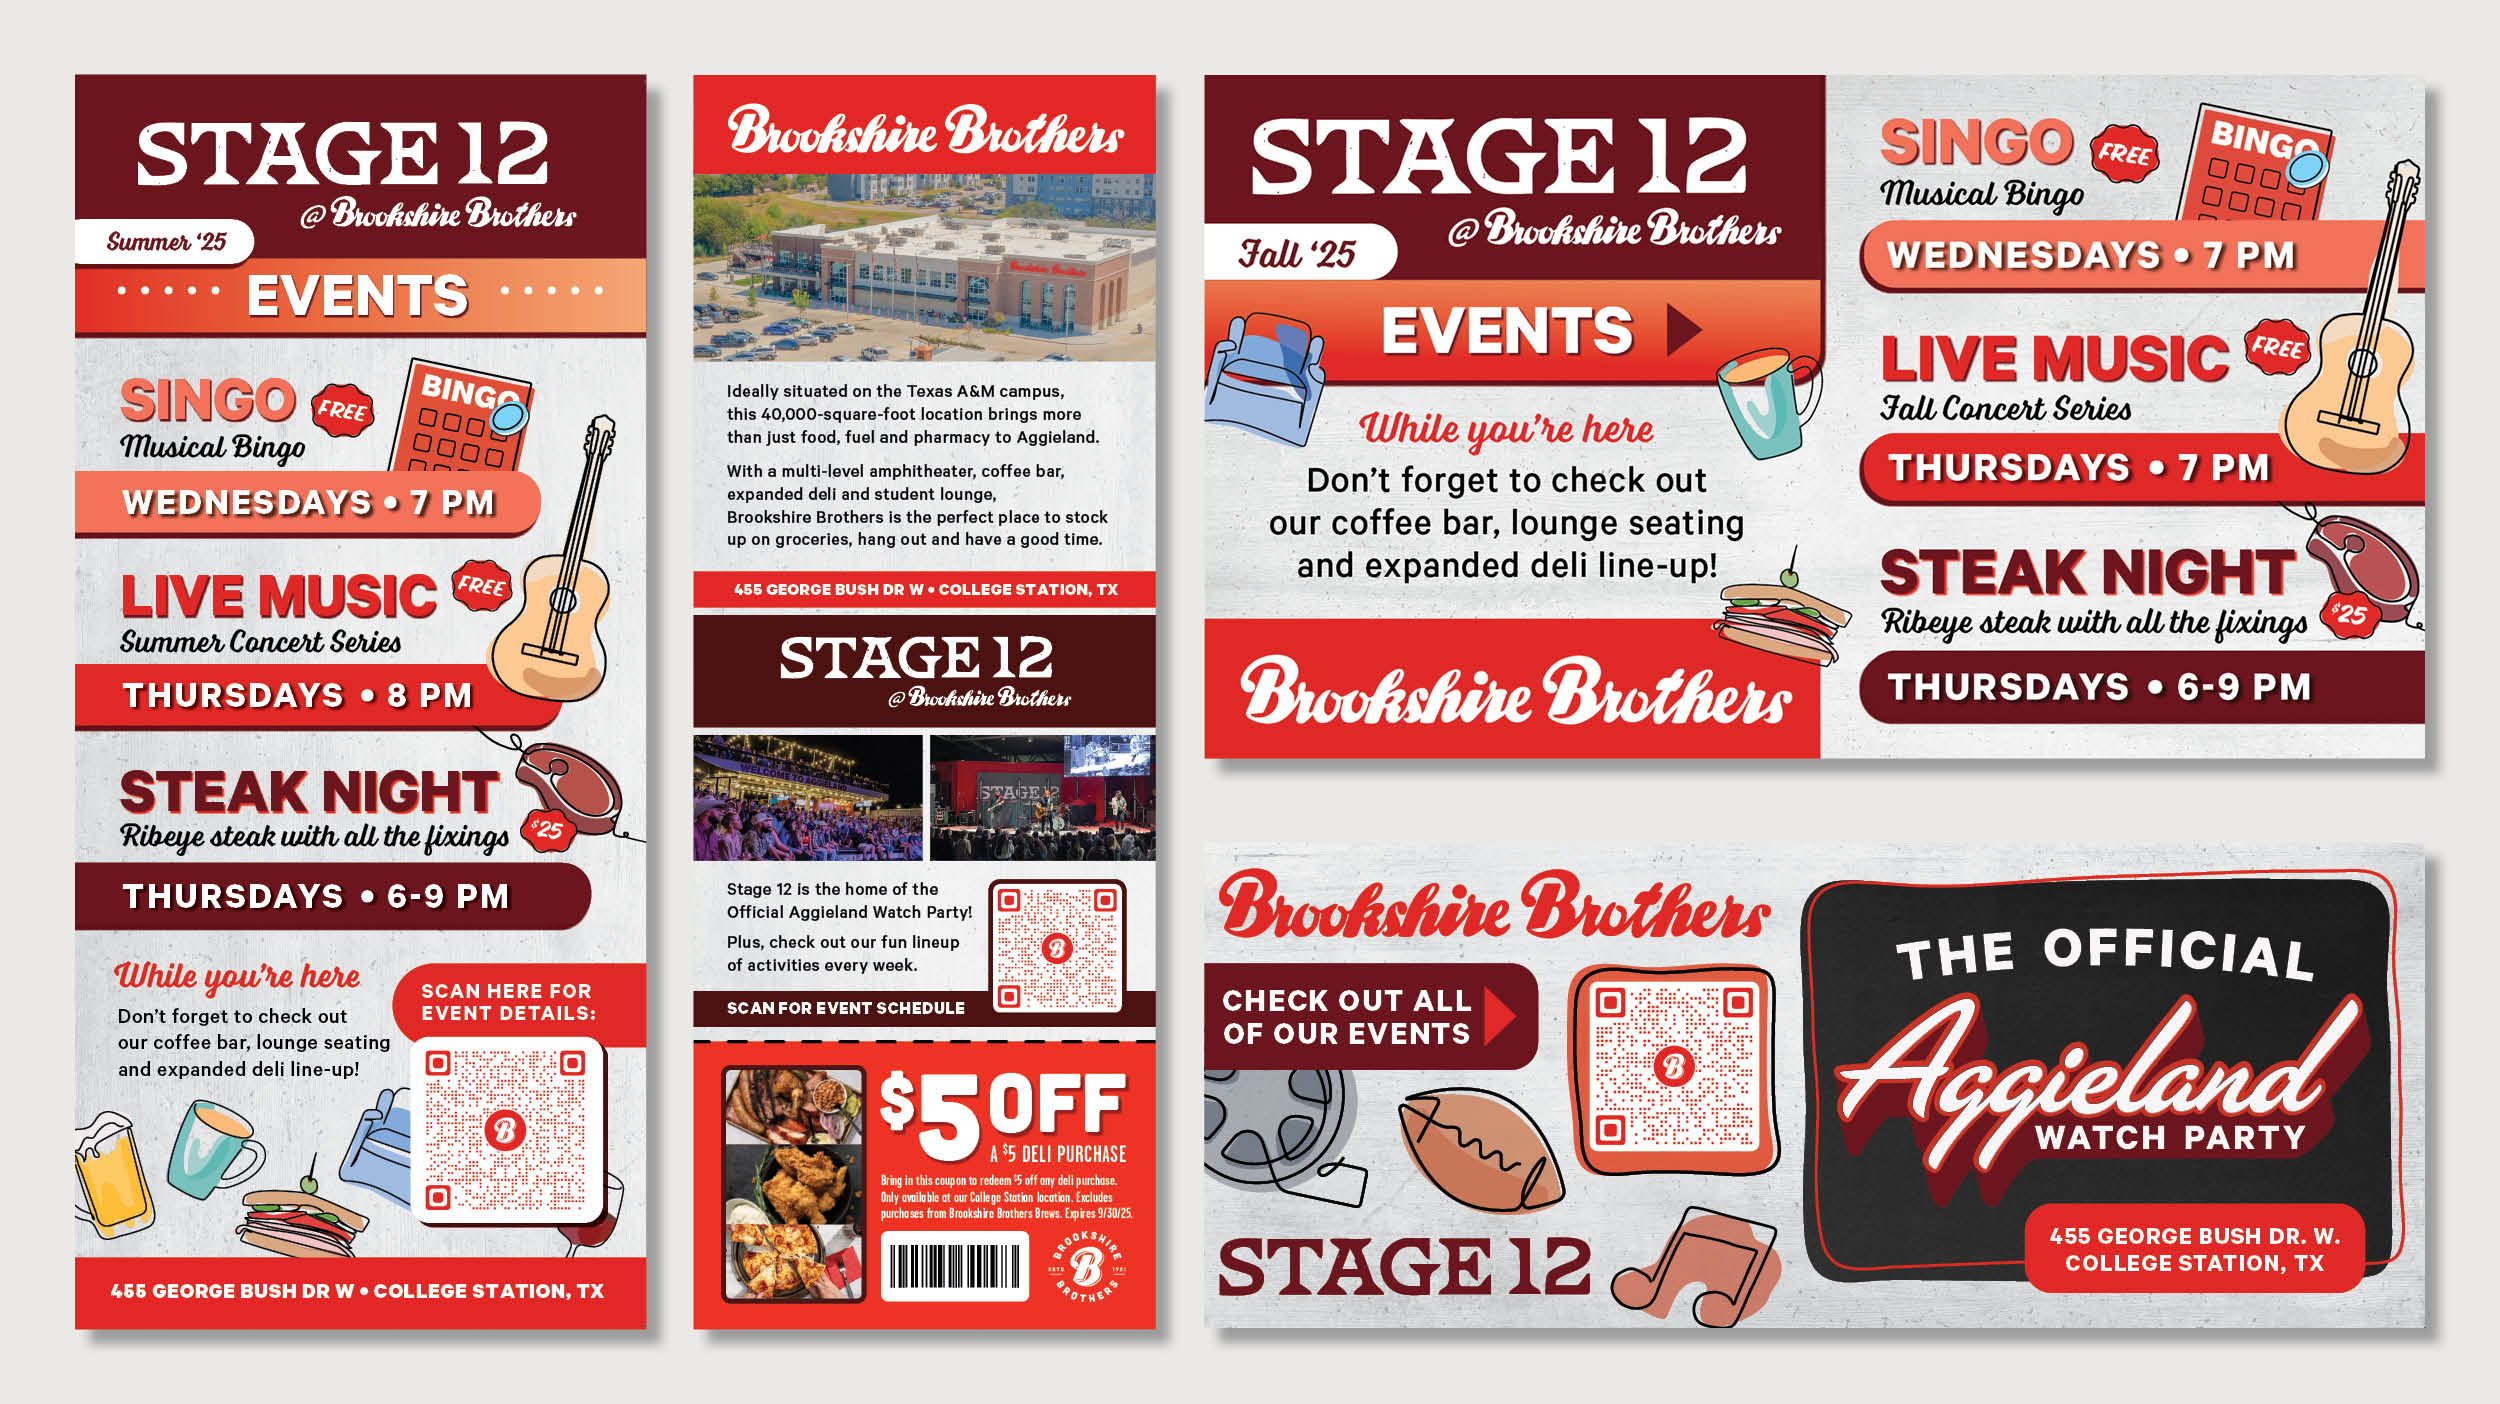 STAGE 12
@ Brookshire Brothers
Summer ‘25
EVENTS
SINGO
FREE
BINGO
Musical Bingo
WEDNESDAYS • 7 PM
LIVE MUSIC
FREE
Summer Concert Series
THURSDAYS • 8 PM
STEAK NIGHT
Ribeye steak with all the fixings
$25
THURSDAYS • 6-9 PM
While you’re here
Don’t forget to check out
our coffee bar, lounge seating
and expanded deli line-up!
SCAN HERE FOR
EVENT DETAILS:
B
455 GEORGE BUSH DR W • COLLEGE STATION, TX
Brookshire Brothers
Brookshire Brothers
Ideally situated on the Texas A&M campus,
this 40,000-square-foot location brings more
than just food, fuel and pharmacy to Aggieland.
With a multi-level amphitheater, coffee bar,
expanded deli and student lounge,
Brookshire Brothers is the perfect place to stock
up on groceries, hang out and have a good time.
455 GEORGE BUSH DR W • COLLEGE STATION, TX
STAGE 12
@ Brookshire Brothers
WELCOME TO AGGIELAND
STAGE 12
Stage 12 is the home of the
Official Aggieland Watch Party!
Plus, check out our fun lineup
of activities every week.
B
SCAN FOR EVENT SCHEDULE
$5 OFF
A $5 DELI PURCHASE
Bring in this coupon to redeem $5 off any deli purchase.
Only available at our College Station location. Excludes
purchases from Brookshire Brothers Brews. Expires 9/30/25.
BROOKSHIRE
ESTD B 1921
BROTHERS
STAGE 12
@ Brookshire Brothers
Fall ‘25
EVENTS
While you’re here
Don’t forget to check out
our coffee bar, lounge seating
and expanded deli line-up!
Brookshire Brothers
SINGO
FREE
BINGO
Musical Bingo
WEDNESDAYS • 7 PM
LIVE MUSIC
FREE
Fall Concert Series
THURSDAYS • 7 PM
STEAK NIGHT
Ribeye steak with all the fixings
$25
THURSDAYS • 6-9 PM
Brookshire Brothers
CHECK OUT ALL
OF OUR EVENTS
B
STAGE 12
THE OFFICIAL
Aggieland
WATCH PARTY
455 GEORGE BUSH DR. W.
COLLEGE STATION, TX